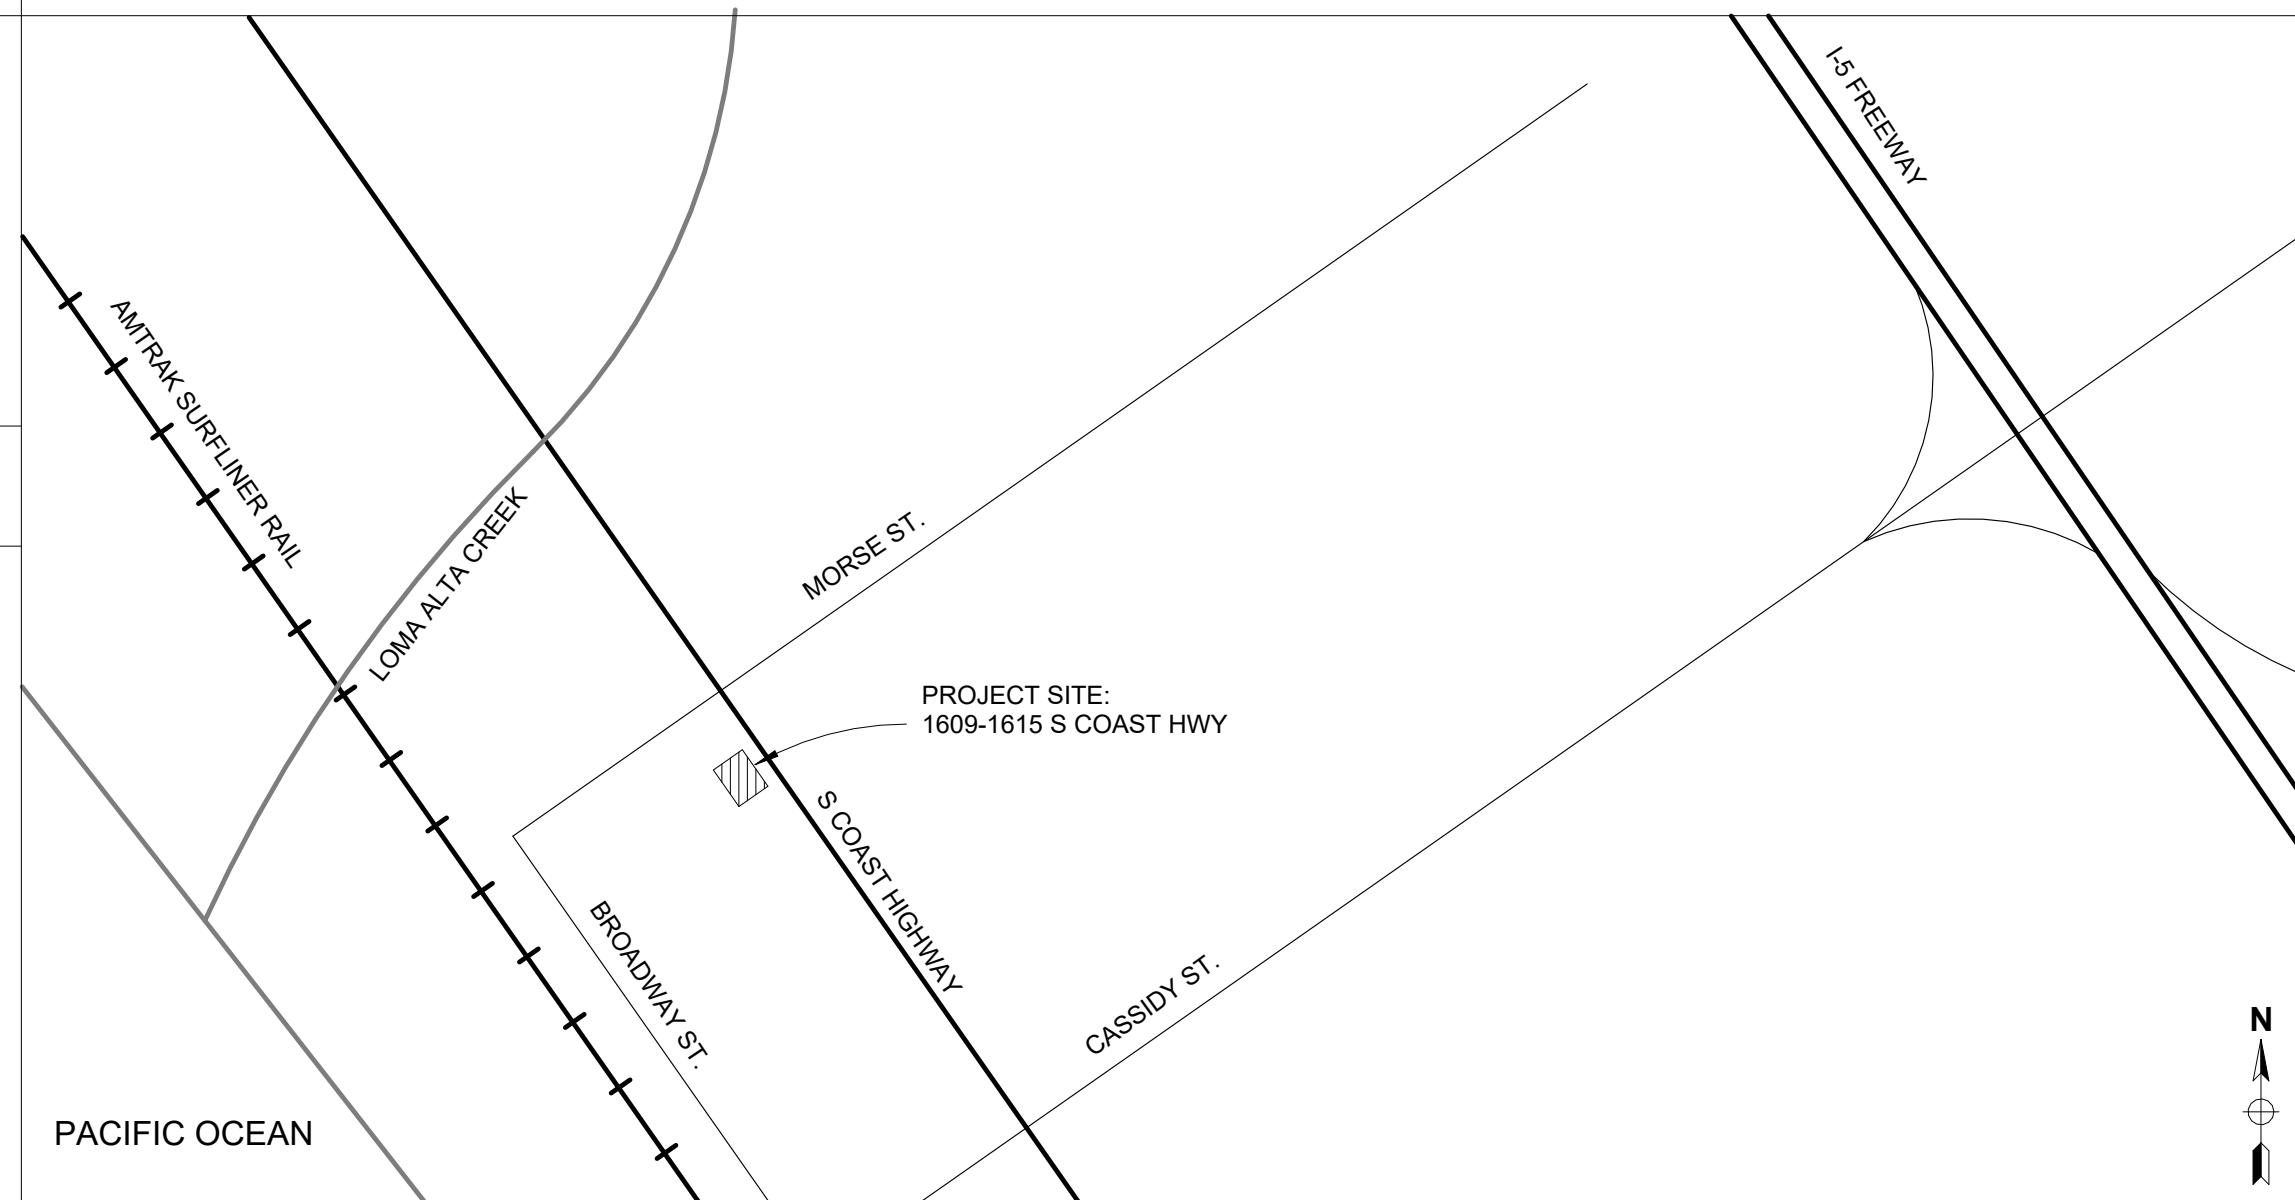 I-5 FREEWAY
AMTRAK SURFLINER RAIL
LOMA ALTA CREEK
MORSE ST.
PROJECT SITE:
1609-1615 S COAST HWY
S COAST HIGHWAY
BROADWAY ST.
CASSIDY ST.
N
PACIFIC OCEAN